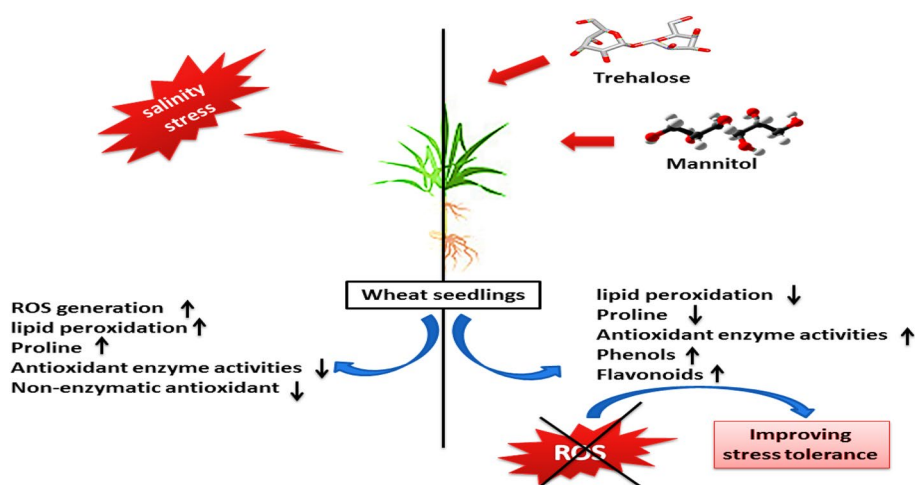 salinity
stress
Trehalose
Mannitol
Wheat seedlings
ROS generation ↑
lipid peroxidation ↑
Proline ↑
Antioxidant enzyme activities ↓
Non-enzymatic antioxidant ↓
lipid peroxidation ↓
Proline ↓
Antioxidant enzyme activities ↑
Phenols ↑
Flavonoids ↑
ROS
Improving
stress tolerance